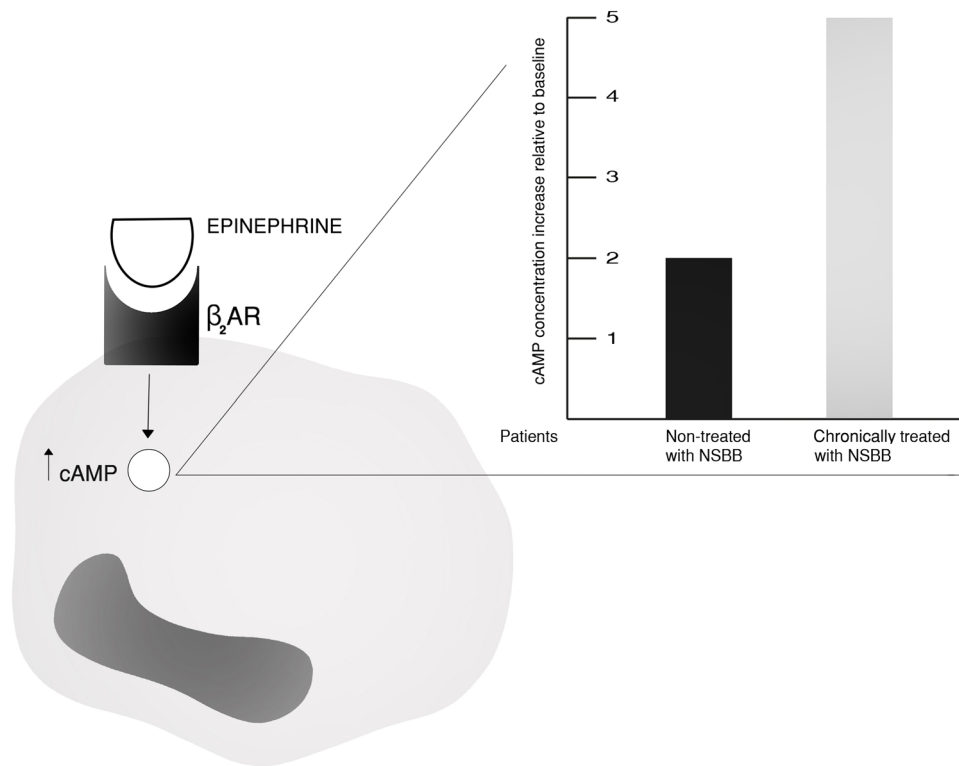 EPINEPHRINE
β₂AR
↑ cAMP
cAMP concentration increase relative to baseline
5
4
3
2
1
Patients
Non-treated
with NSBB
Chronically treated
with NSBB